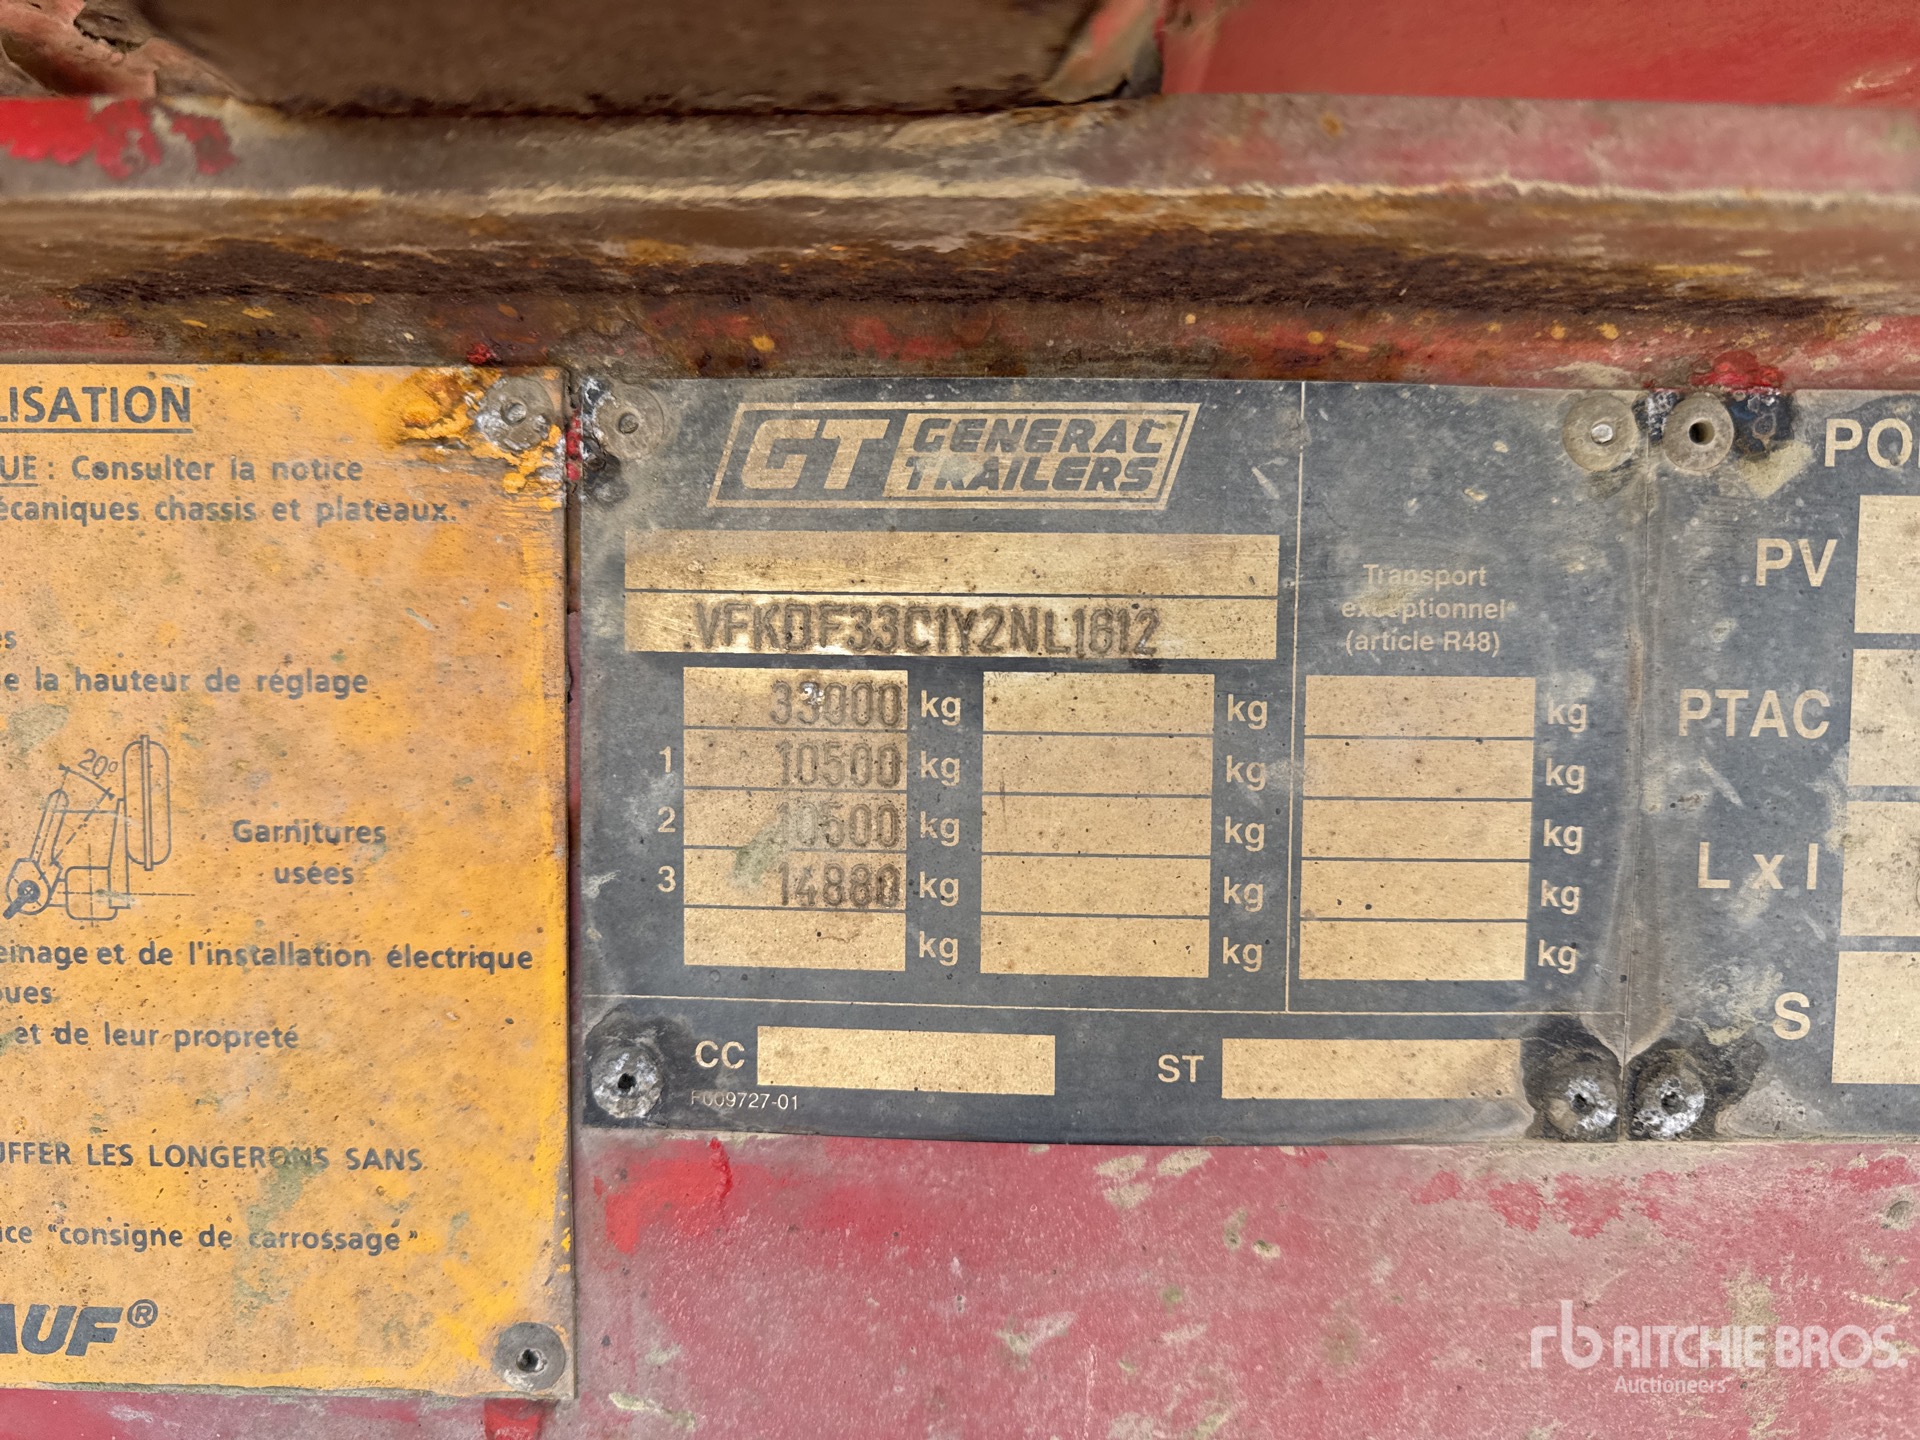 LISATION
UE : Consulter la notice
écaniques chassis et plateaux."
es
e la hauteur de réglage
20°
Garnitures
usées
einage et de l'installation électrique
oues
et de leur propreté
UFFER LES LONGERONS SANS
ice "consigne de carrossage"
AUF®
GT GENERAL
TRAILERS
VFKDF33C1Y2NL1612
Transport
exceptionnel
(article R48)
33000 kg kg kg
1 10500 kg kg kg
2 10500 kg kg kg
3 14880 kg kg kg
kg kg kg
CC ST
F009727-01
PO
PV
PTAC
L x l
S
rb RITCHIE BROS.
Auctioneers